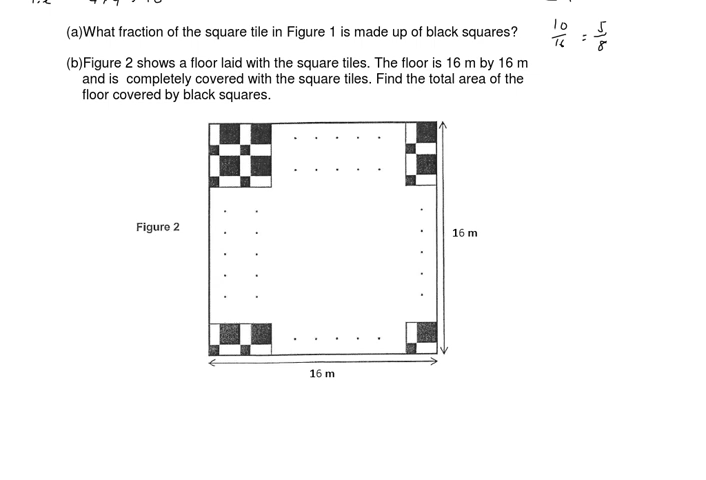 (a)What fraction of the square tile in Figure 1 is made up of black squares? 10/16 = 5/8
(b)Figure 2 shows a floor laid with the square tiles. The floor is 16 m by 16 m
and is completely covered with the square tiles. Find the total area of the
floor covered by black squares.
Figure 2
16 m
16 m